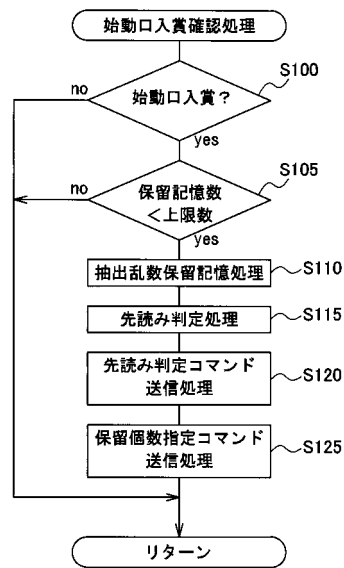 始動口入賞確認処理
S100
no
始動口入賞？
yes
S105
no
保留記憶数
＜上限数
yes
抽出乱数保留記憶処理
S110
先読み判定処理
S115
先読み判定コマンド
送信処理
S120
保留個数指定コマンド
送信処理
S125
リターン